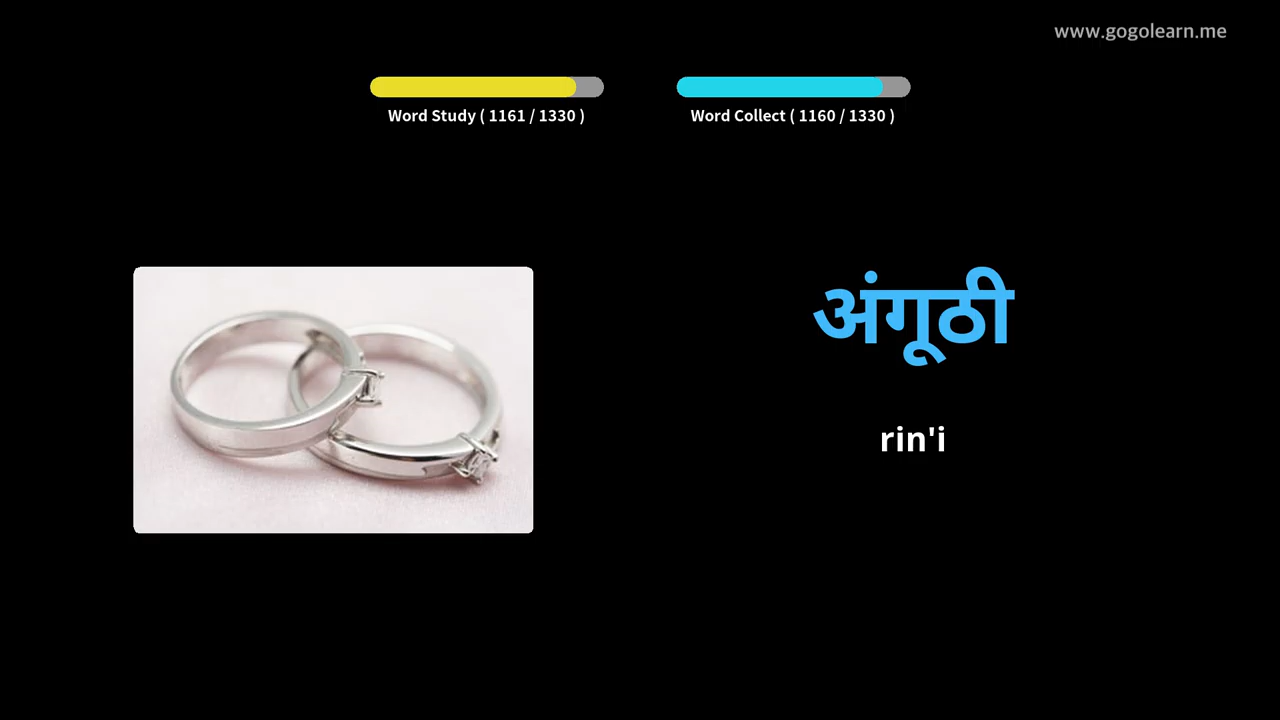 www.gogolearn.me
Word Study ( 1161 / 1330 )
Word Collect ( 1160 / 1330 )
अंगूठी
rin'i